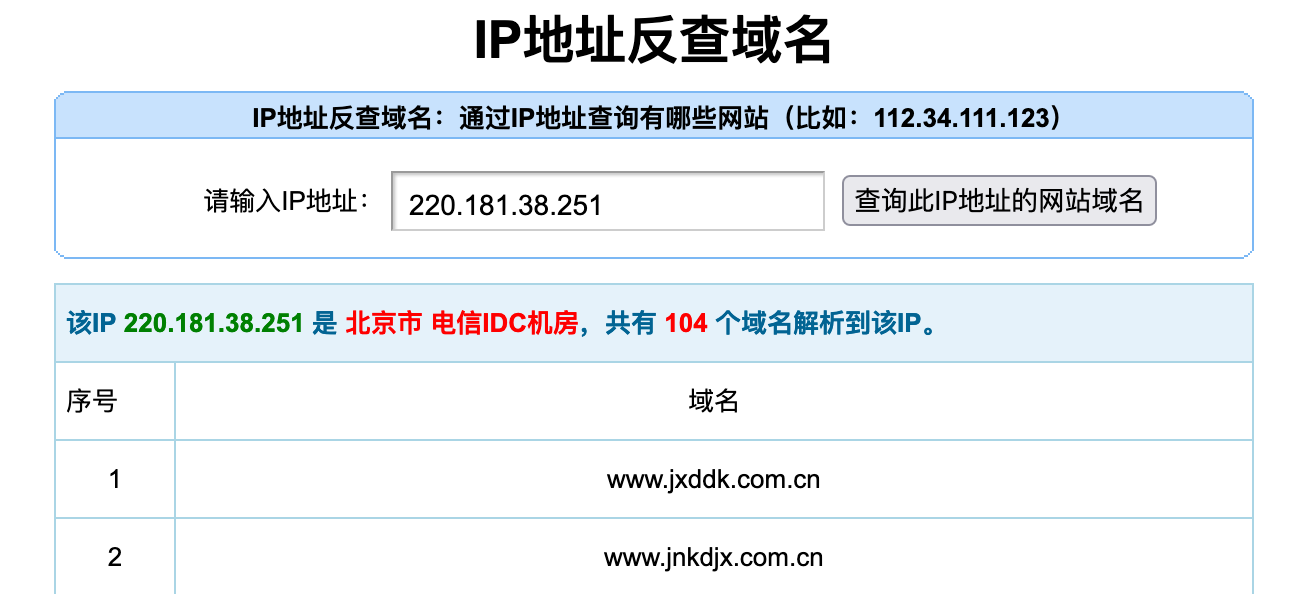 IP地址反查域名
IP地址反查域名：通过IP地址查询有哪些网站（比如：112.34.111.123）
请输入IP地址： 220.181.38.251 查询此IP地址的网站域名
该IP 220.181.38.251 是 北京市 电信IDC机房，共有 104 个域名解析到该IP。
序号 域名
1 www.jxddk.com.cn
2 www.jnkdjx.com.cn